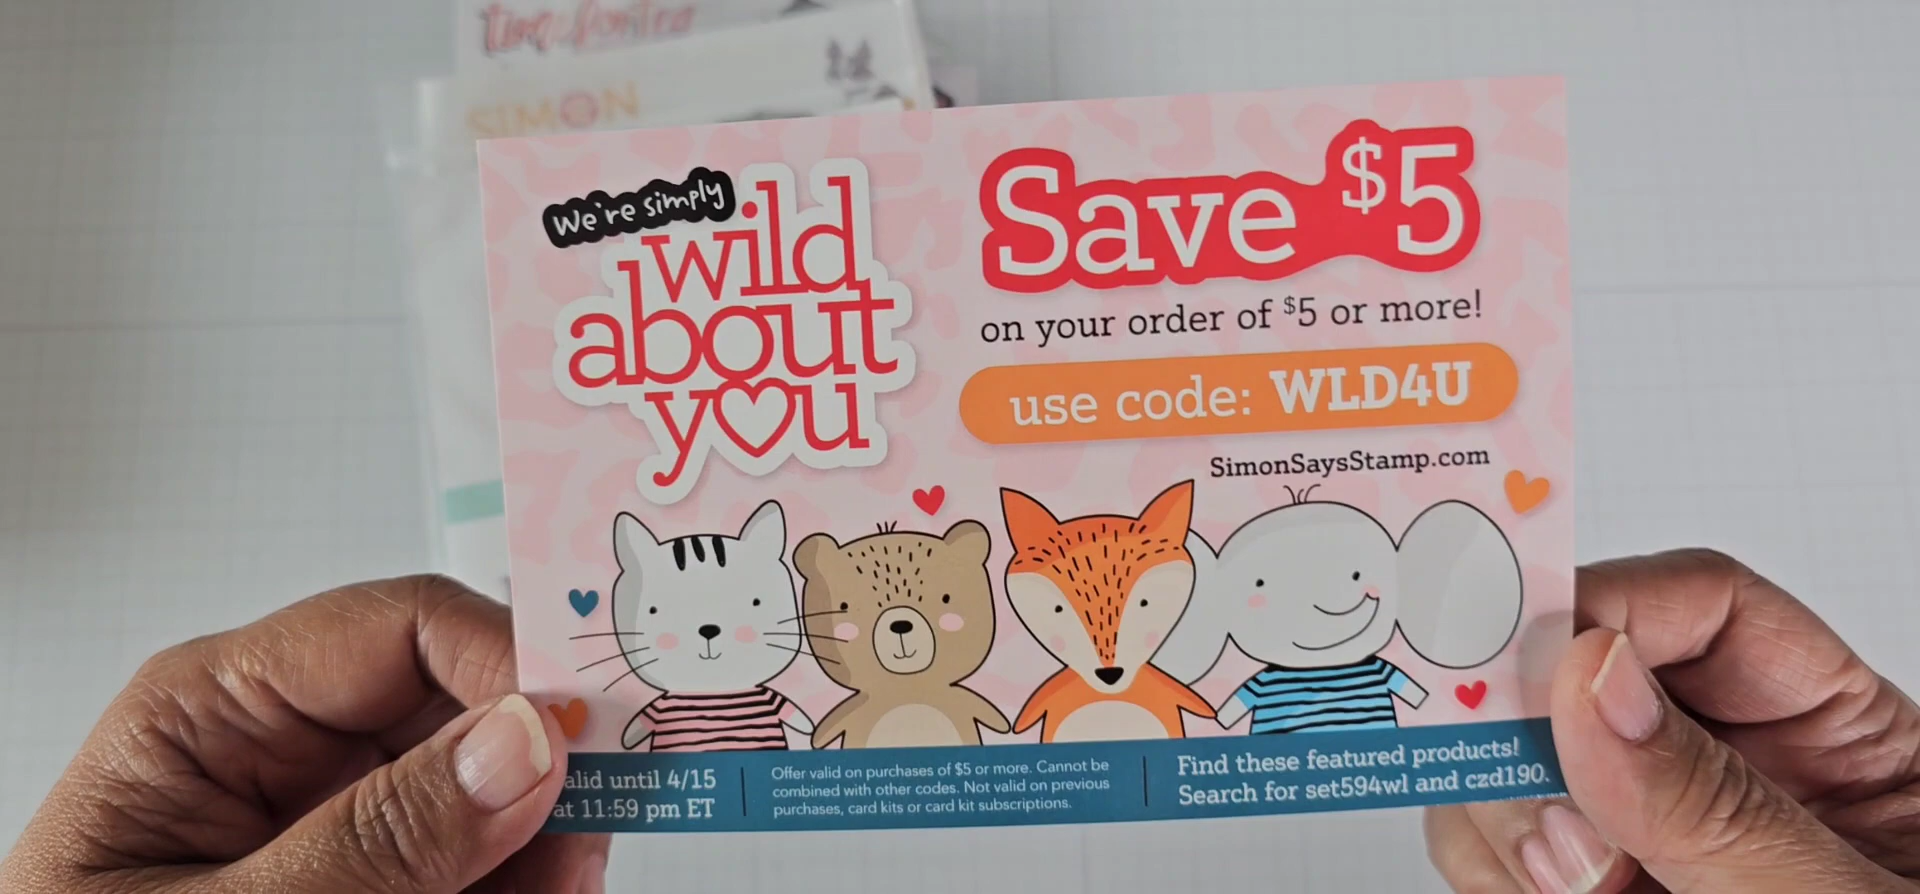 SIMON
We're simply
wild
about
you
Save $5
on your order of $5 or more!
use code: WLD4U
SimonSaysStamp.com
alid until 4/15
at 11:59 pm ET
Offer valid on purchases of $5 or more. Cannot be
combined with other codes. Not valid on previous
purchases, card kits or card kit subscriptions.
Find these featured products!
Search for set594wl and czd190.